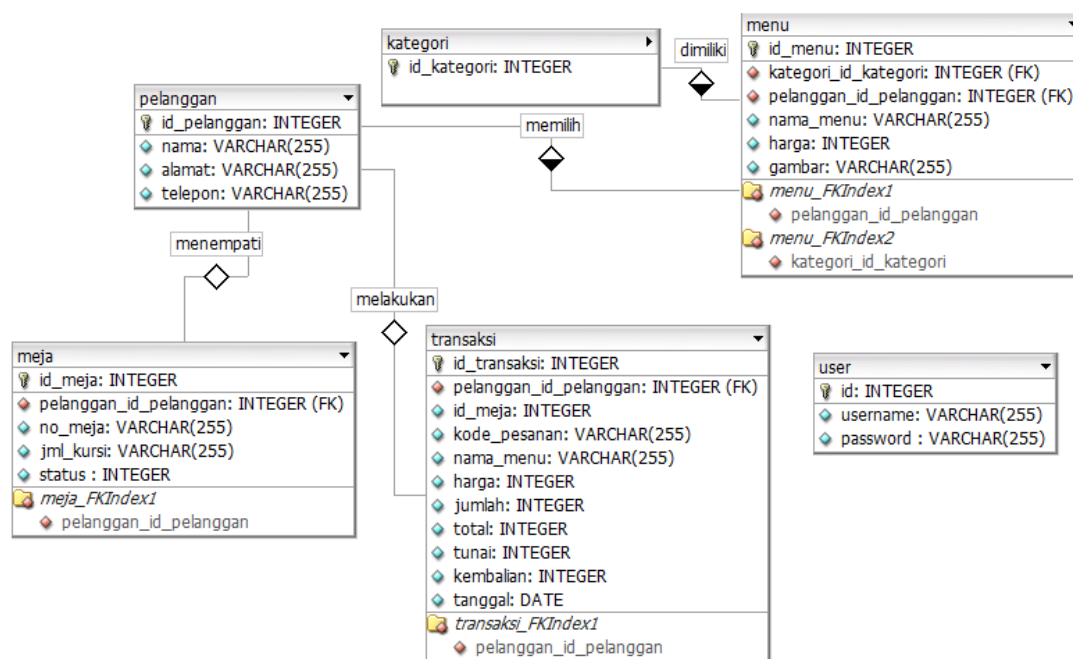 kategori
id_kategori: INTEGER
dimiliki
menu
id_menu: INTEGER
kategori_id_kategori: INTEGER (FK)
pelanggan_id_pelanggan: INTEGER (FK)
nama_menu: VARCHAR(255)
harga: INTEGER
gambar: VARCHAR(255)
menu_FKIndex1
pelanggan_id_pelanggan
menu_FKIndex2
kategori_id_kategori
pelanggan
id_pelanggan: INTEGER
nama: VARCHAR(255)
alamat: VARCHAR(255)
telepon: VARCHAR(255)
memilih
menempati
melakukan
meja
id_meja: INTEGER
pelanggan_id_pelanggan: INTEGER (FK)
no_meja: VARCHAR(255)
jml_kursi: VARCHAR(255)
status : INTEGER
meja_FKIndex1
pelanggan_id_pelanggan
transaksi
id_transaksi: INTEGER
pelanggan_id_pelanggan: INTEGER (FK)
id_meja: INTEGER
kode_pesanan: VARCHAR(255)
nama_menu: VARCHAR(255)
harga: INTEGER
jumlah: INTEGER
total: INTEGER
tunai: INTEGER
kembalian: INTEGER
tanggal: DATE
transaksi_FKIndex1
pelanggan_id_pelanggan
user
id: INTEGER
username: VARCHAR(255)
password : VARCHAR(255)